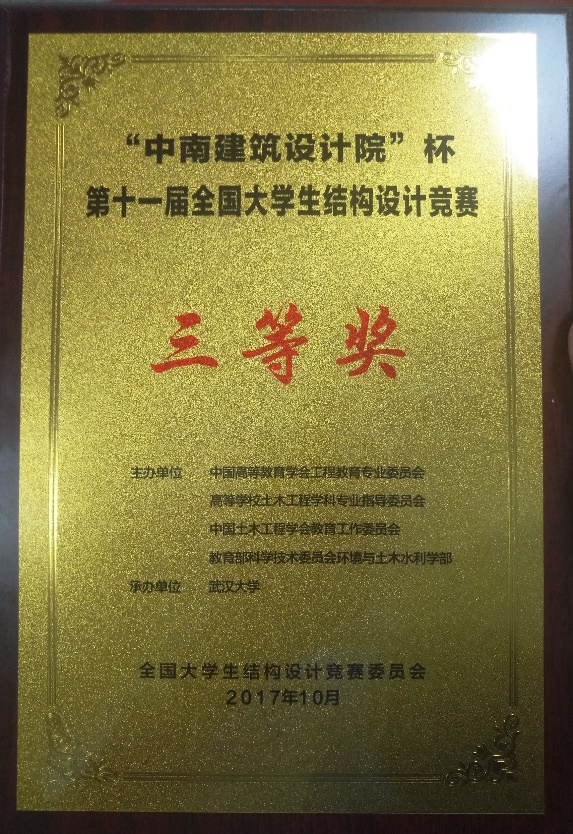 “中南建筑设计院”杯
第十一届全国大学生结构设计竞赛
三等奖
主办单位 中国高等教育学会工程教育专业委员会
高等学校土木工程学科专业指导委员会
中国土木工程学会教育工作委员会
教育部科学技术委员会环境与土木水利学部
承办单位 武汉大学
全国大学生结构设计竞赛委员会
2017年10月